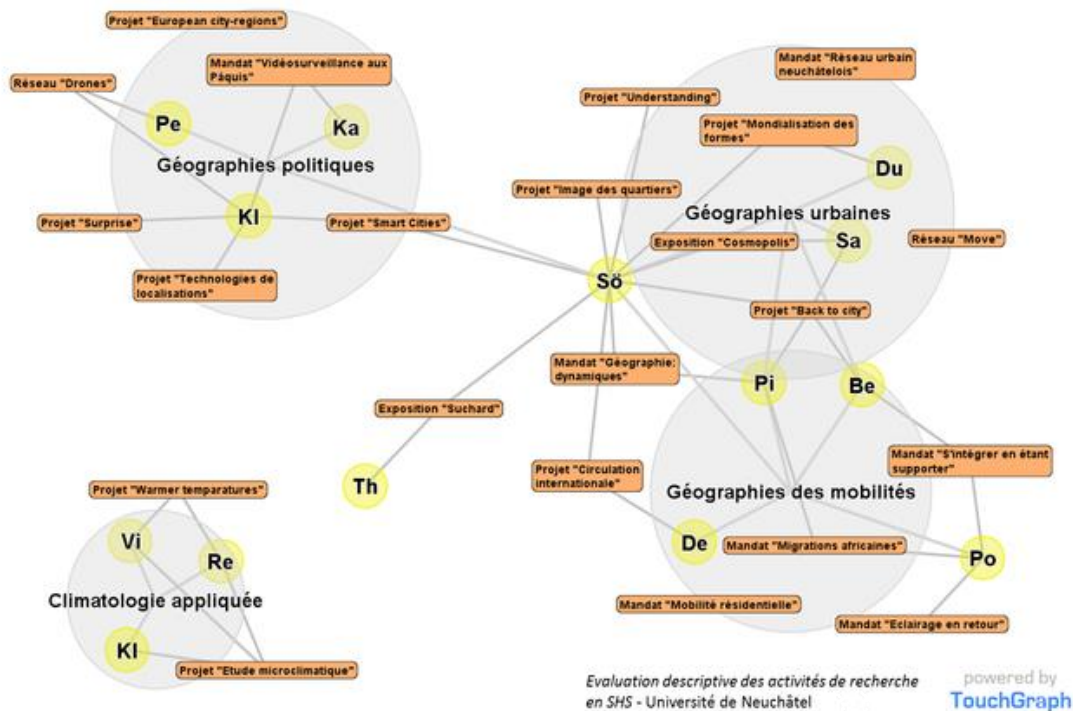 Projet "European city-regions"
Mandat "Vidéosurveillance aux
Pâquis"
Réseau "Drones"
Pe
Ka
Géographies politiques
Kl
Projet "Surprise"
Projet "Smart Cities"
Projet "Technologies de
localisations"
Mandat "Réseau urbain
neuchâtelois"
Projet "Understanding"
Projet "Mondialisation des
formes"
Du
Projet "Image des quartiers"
Géographies urbaines
Exposition "Cosmopolis"
Sa
Réseau "Move"
Sö
Projet "Back to city"
Mandat "Géographie:
dynamiques"
Pi
Be
Exposition "Suchard"
Th
Projet "Circulation
internationale"
Mandat "S'intégrer en étant
supporter"
Géographies des mobilités
De
Mandat "Migrations africaines"
Po
Mandat "Mobilité résidentielle"
Mandat "Eclairage en retour"
Projet "Warmer temparatures"
Vi
Re
Climatologie appliquée
Kl
Projet "Etude microclimatique"
Evaluation descriptive des activités de recherche
en SHS - Université de Neuchâtel
powered by
TouchGraph